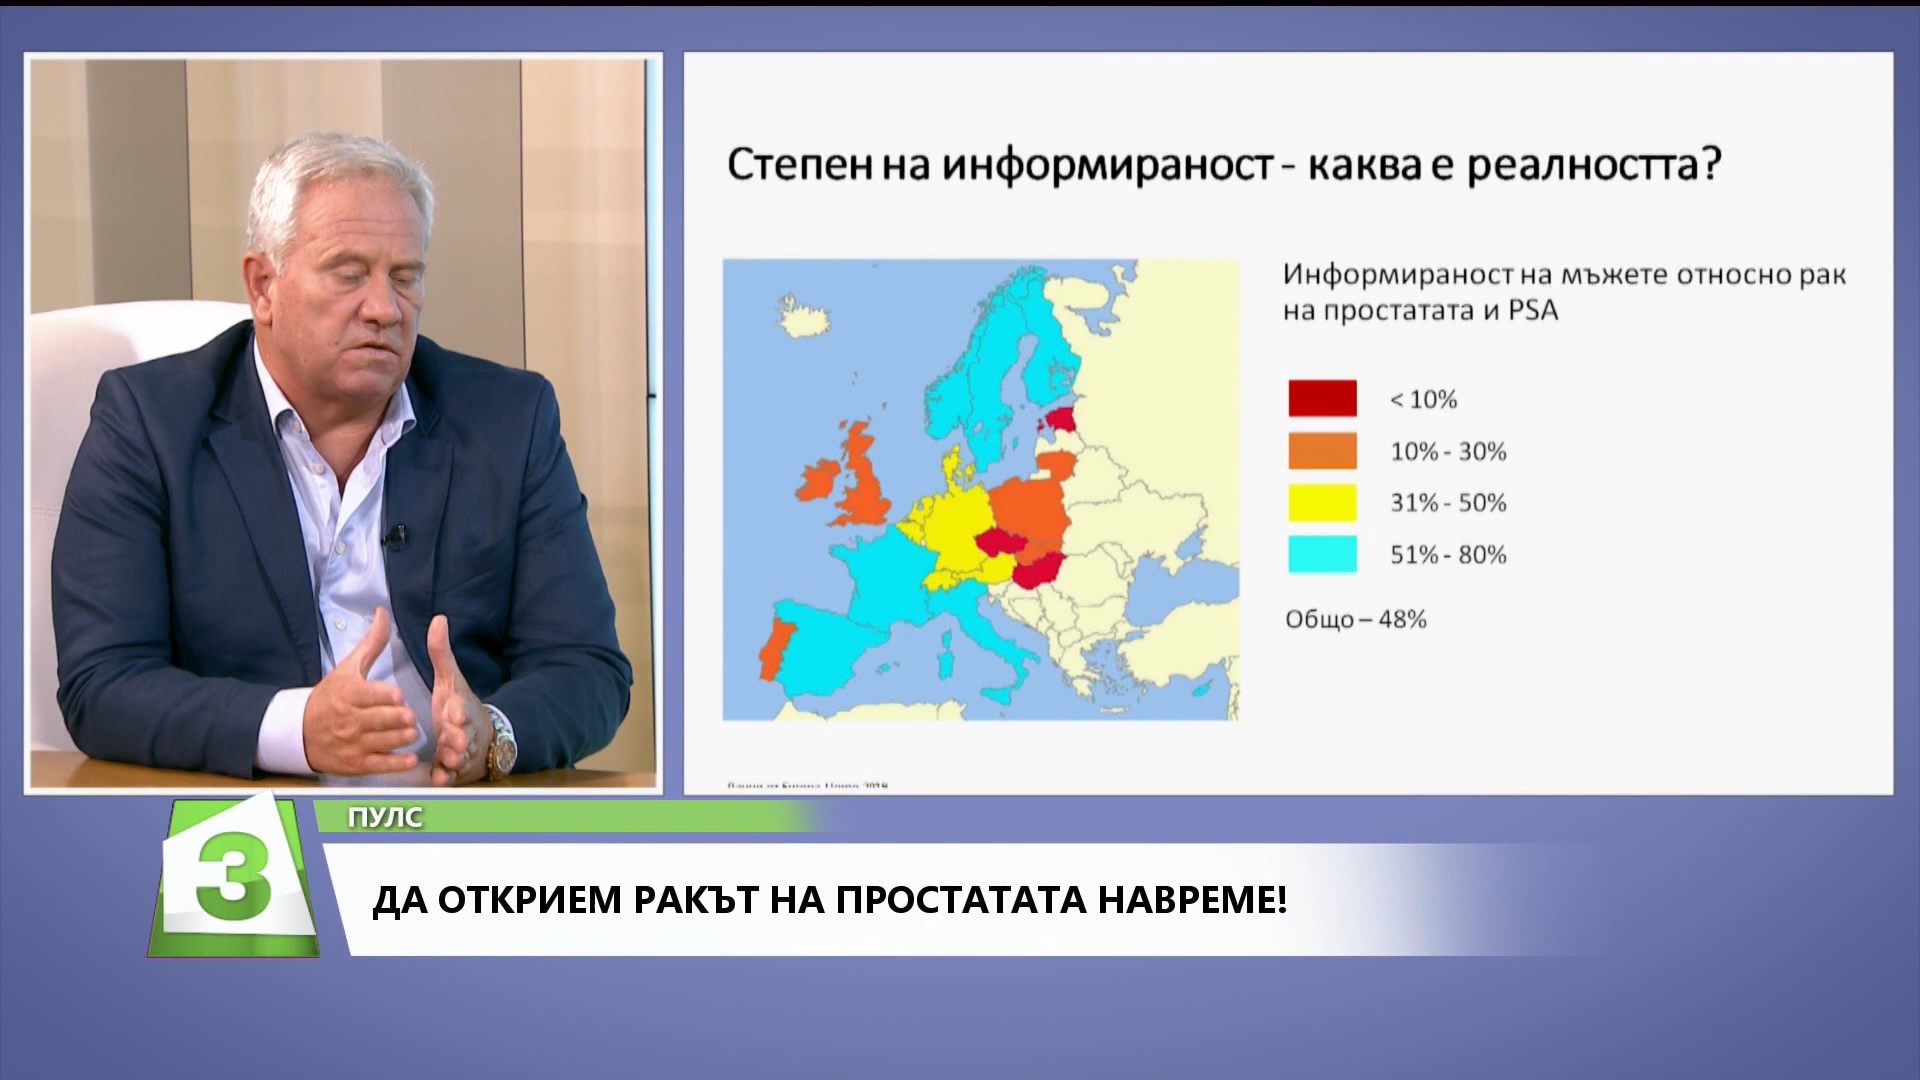 Степен на информираност - каква е реалността?
Информираност на мъжете относно рак
на простатата и PSA
< 10%
10% - 30%
31% - 50%
51% - 80%
Общо – 48%
3
ПУЛС
ДА ОТКРИЕМ РАКЪТ НА ПРОСТАТАТА НАВРЕМЕ!